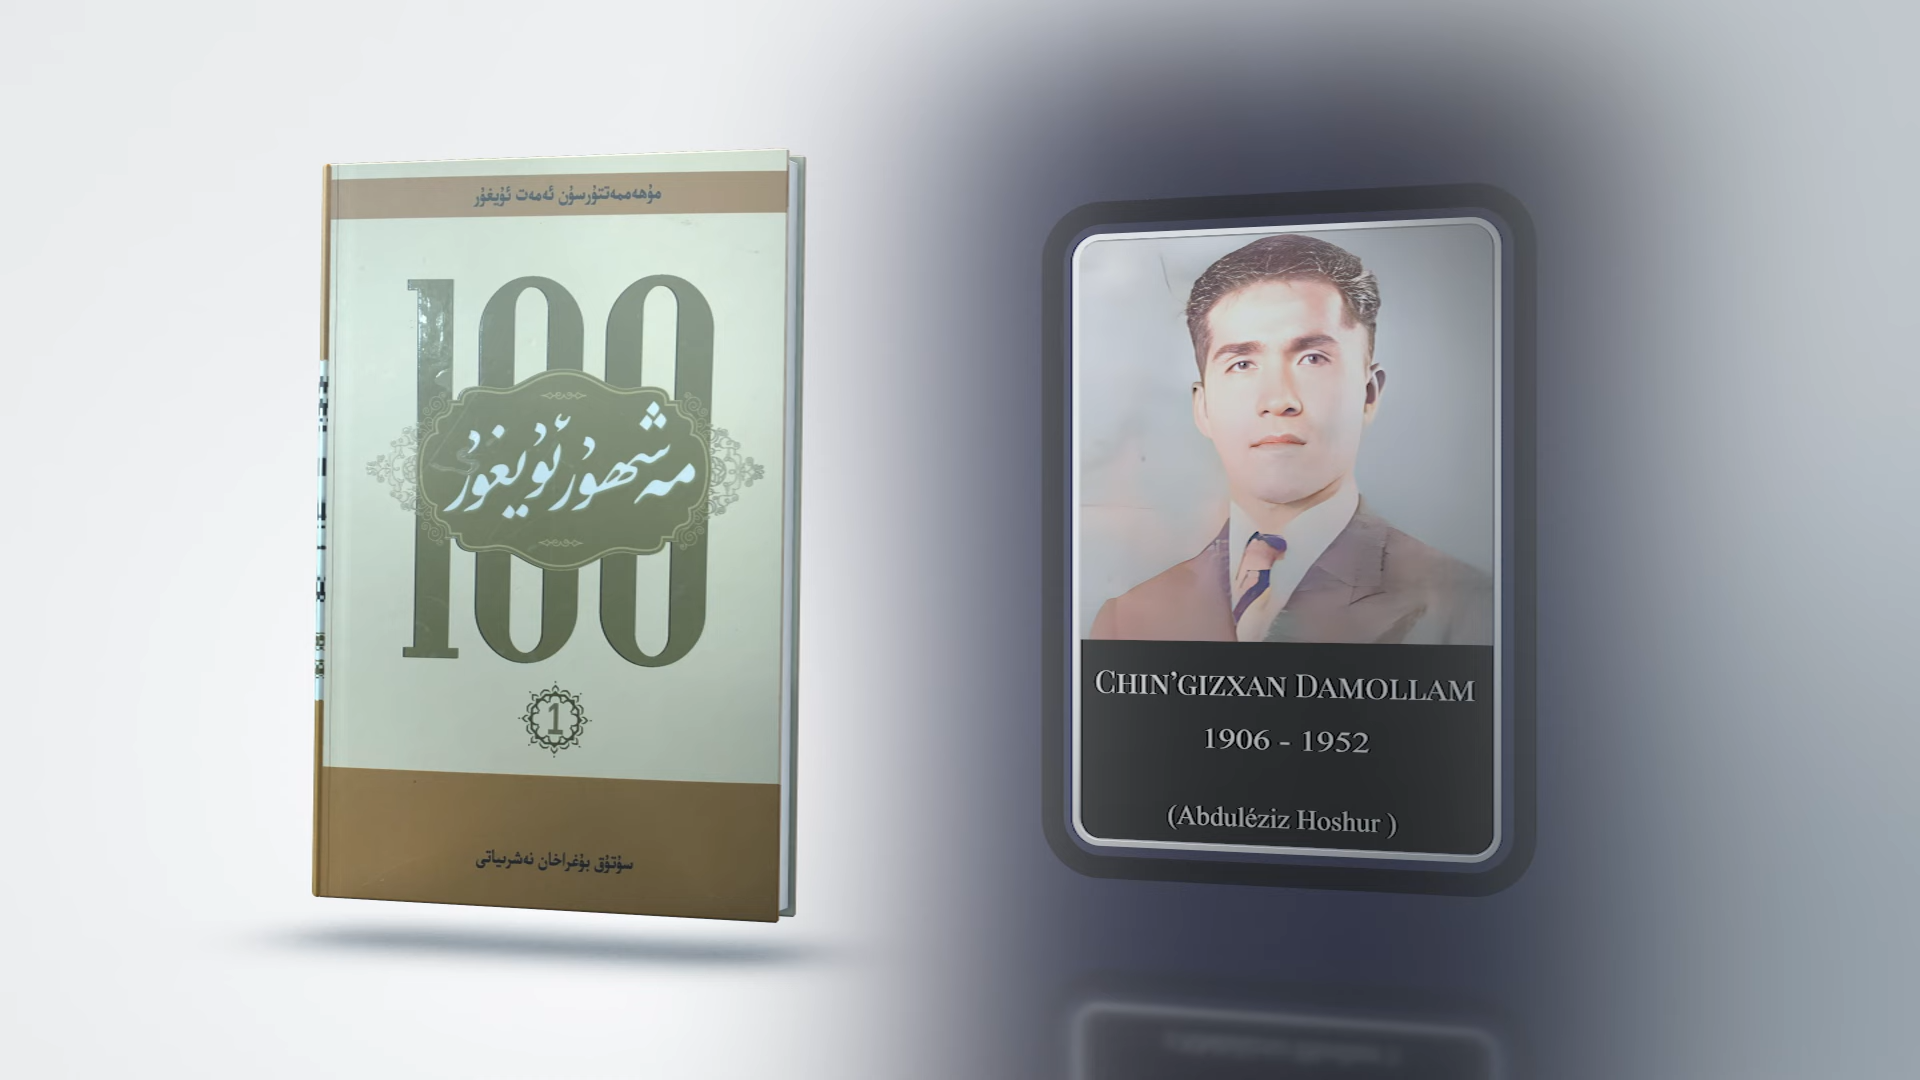 مۇھەممەتتۇرسۇن ئەمەت ئۇيغۇر
100
مەشھۇر ئۇيغۇر
1
سۇتۇق بۇغراخان نەشرىياتى
CHIN'GIZXAN DAMOLLAM
1906 - 1952
(Abduléziz Hoshur )